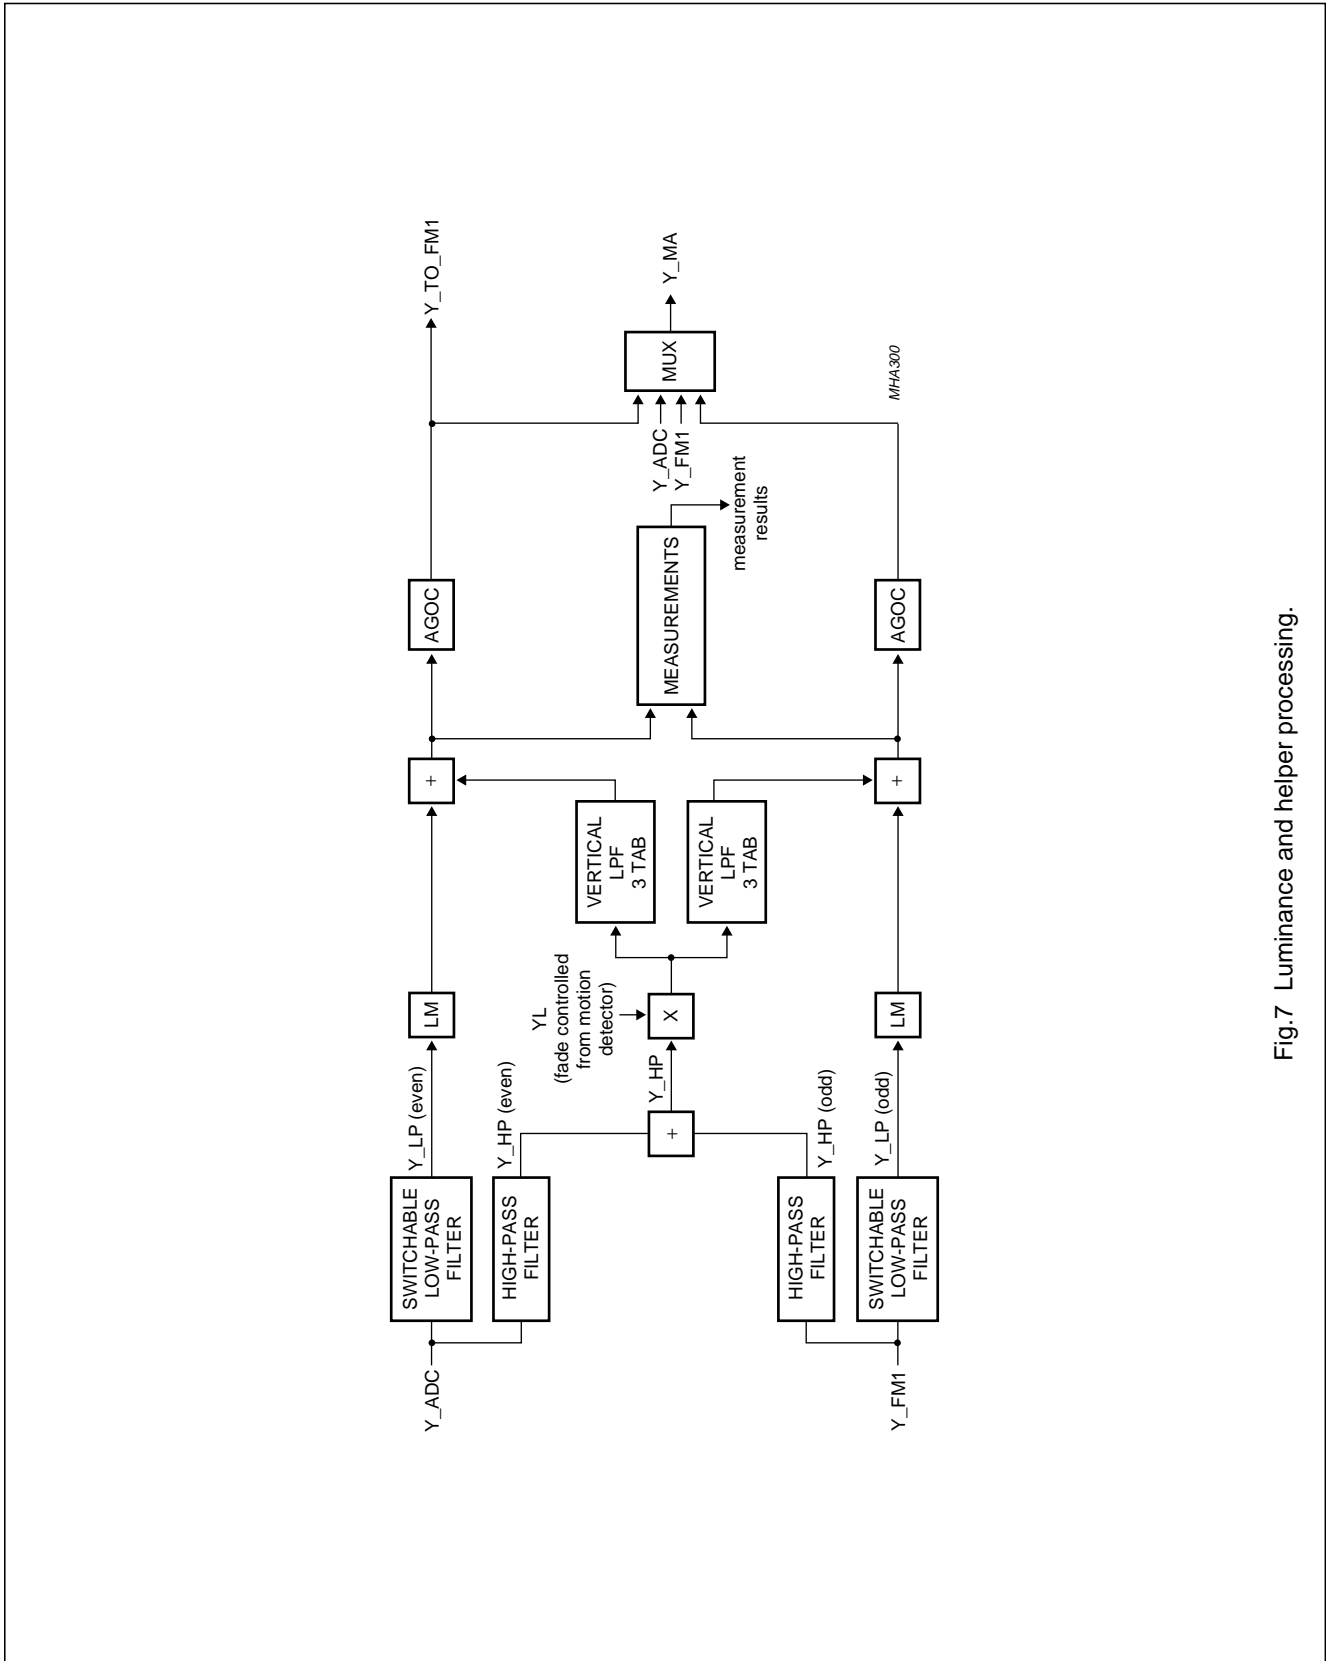 Y_ADC
SWITCHABLE
LOW-PASS
FILTER
Y_LP (even)
LM
+
AGOC
Y_TO_FM1
HIGH-PASS
FILTER
Y_HP (even)
+
Y_HP
YL
(fade controlled
from motion
detector)
X
VERTICAL
LPF
3 TAB
VERTICAL
LPF
3 TAB
MEASUREMENTS
measurement
results
Y_ADC
Y_FM1
MUX
Y_MA
HIGH-PASS
FILTER
Y_HP (odd)
Y_FM1
SWITCHABLE
LOW-PASS
FILTER
Y_LP (odd)
LM
+
AGOC
MHA300
Fig.7 Luminance and helper processing.